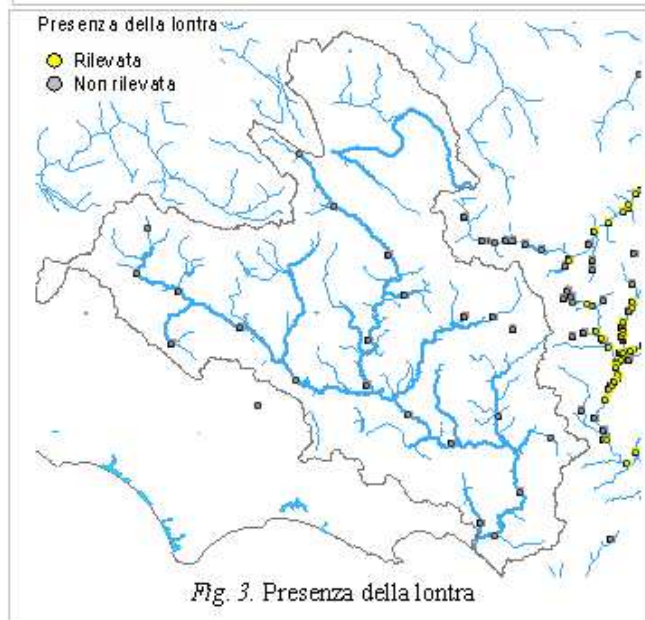 Presenza della lontra
Rilevata
Non rilevata
Fig. 3. Presenza della lontra